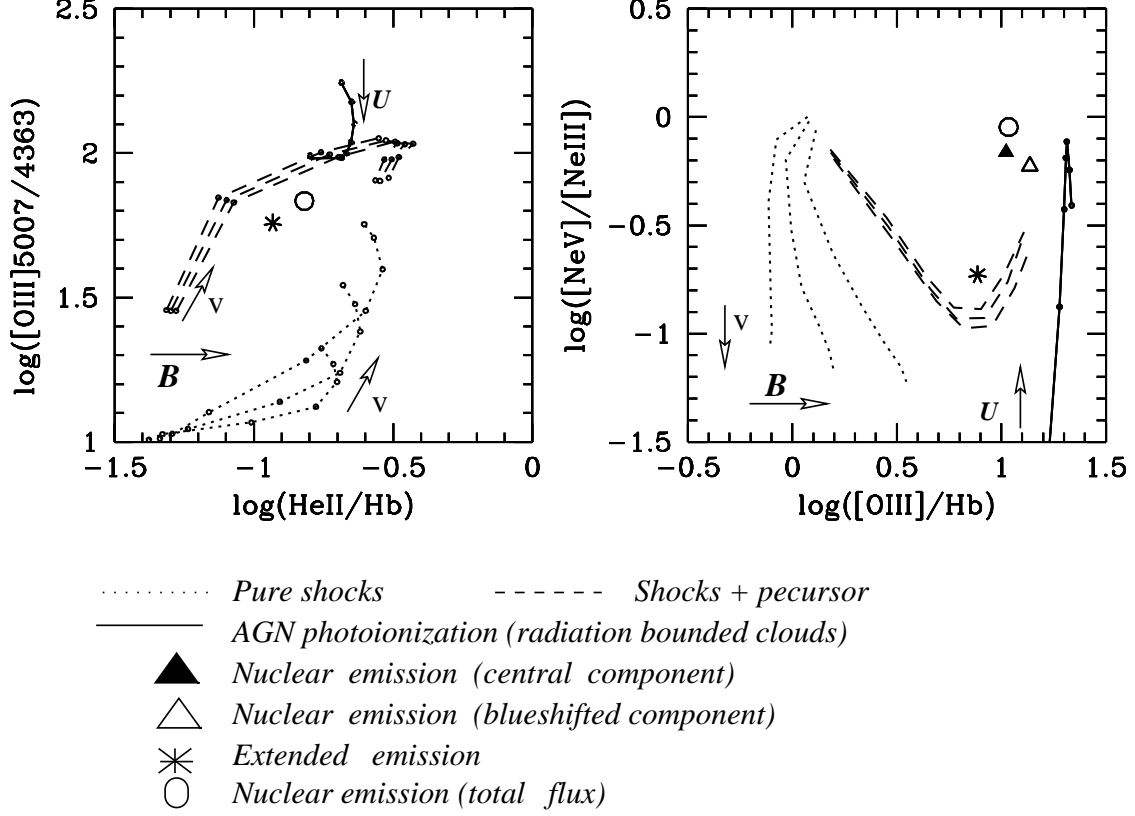 2.5
2
1.5
1
−1.5
−1
−0.5
0
log([OIII]5007/4363)
log(HeII/Hb)
U
V
B
V
0.5
0
−0.5
−1
−1.5
−0.5
0
0.5
1
1.5
log([NeV]/[NeIII])
log([OIII]/Hb)
V
B
U
Pure shocks
Shocks + pecursor
AGN photoionization (radiation bounded clouds)
Nuclear emission (central component)
Nuclear emission (blueshifted component)
Extended emission
Nuclear emission (total flux)